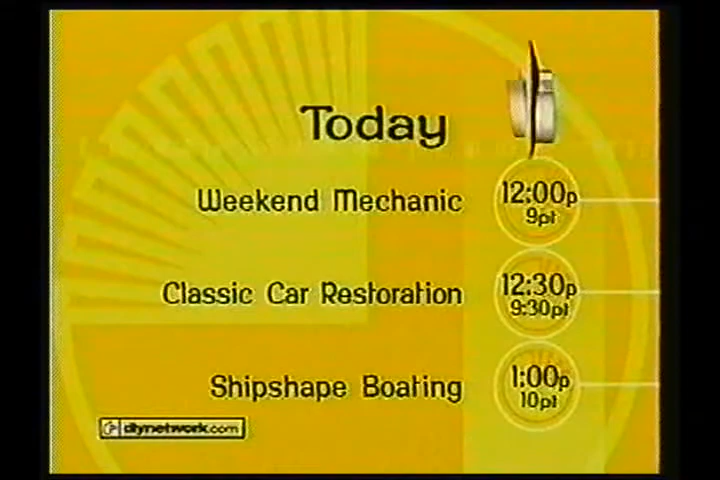 Today
Weekend Mechanic
12:00p
9pt
Classic Car Restoration
12:30p
9:30pt
Shipshape Boating
1:00p
10pt
diynetwork.com